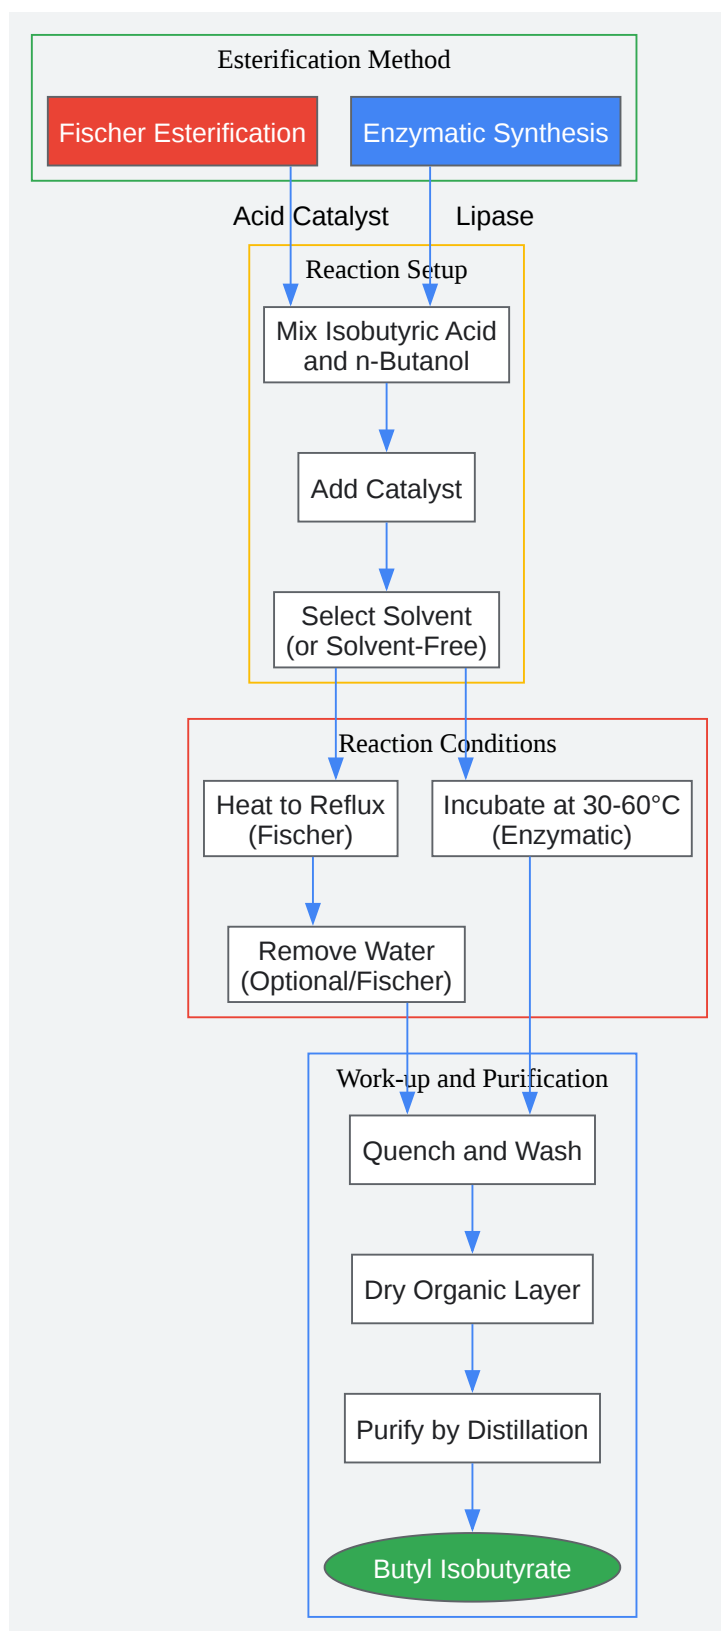 Esterification Method
Fischer Esterification
Enzymatic Synthesis
Acid Catalyst
Lipase
Reaction Setup
Mix Isobutyric Acid
and n-Butanol
Add Catalyst
Select Solvent
(or Solvent-Free)
Reaction Conditions
Heat to Reflux
(Fischer)
Incubate at 30-60°C
(Enzymatic)
Remove Water
(Optional/Fischer)
Work-up and Purification
Quench and Wash
Dry Organic Layer
Purify by Distillation
Butyl Isobutyrate